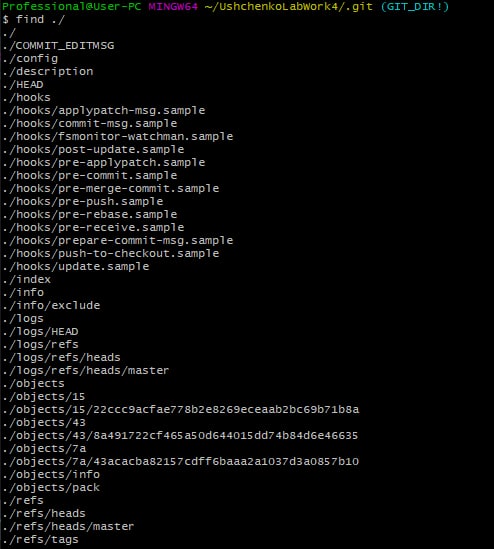 Professional@User-PC MINGW64 ~/UshchenkoLabWork4/.git (GIT_DIR!)
$ find ./
./
./COMMIT_EDITMSG
./config
./description
./HEAD
./hooks
./hooks/applypatch-msg.sample
./hooks/commit-msg.sample
./hooks/fsmonitor-watchman.sample
./hooks/post-update.sample
./hooks/pre-applypatch.sample
./hooks/pre-commit.sample
./hooks/pre-merge-commit.sample
./hooks/pre-push.sample
./hooks/pre-rebase.sample
./hooks/pre-receive.sample
./hooks/prepare-commit-msg.sample
./hooks/push-to-checkout.sample
./hooks/update.sample
./index
./info
./info/exclude
./logs
./logs/HEAD
./logs/refs
./logs/refs/heads
./logs/refs/heads/master
./objects
./objects/15
./objects/15/22ccc9acfae778b2e8269eceaab2bc69b71b8a
./objects/43
./objects/43/8a491722cf465a50d644015dd74b84d6e46635
./objects/7a
./objects/7a/43acacba82157cdff6baaa2a1037d3a0857b10
./objects/info
./objects/pack
./refs
./refs/heads
./refs/heads/master
./refs/tags